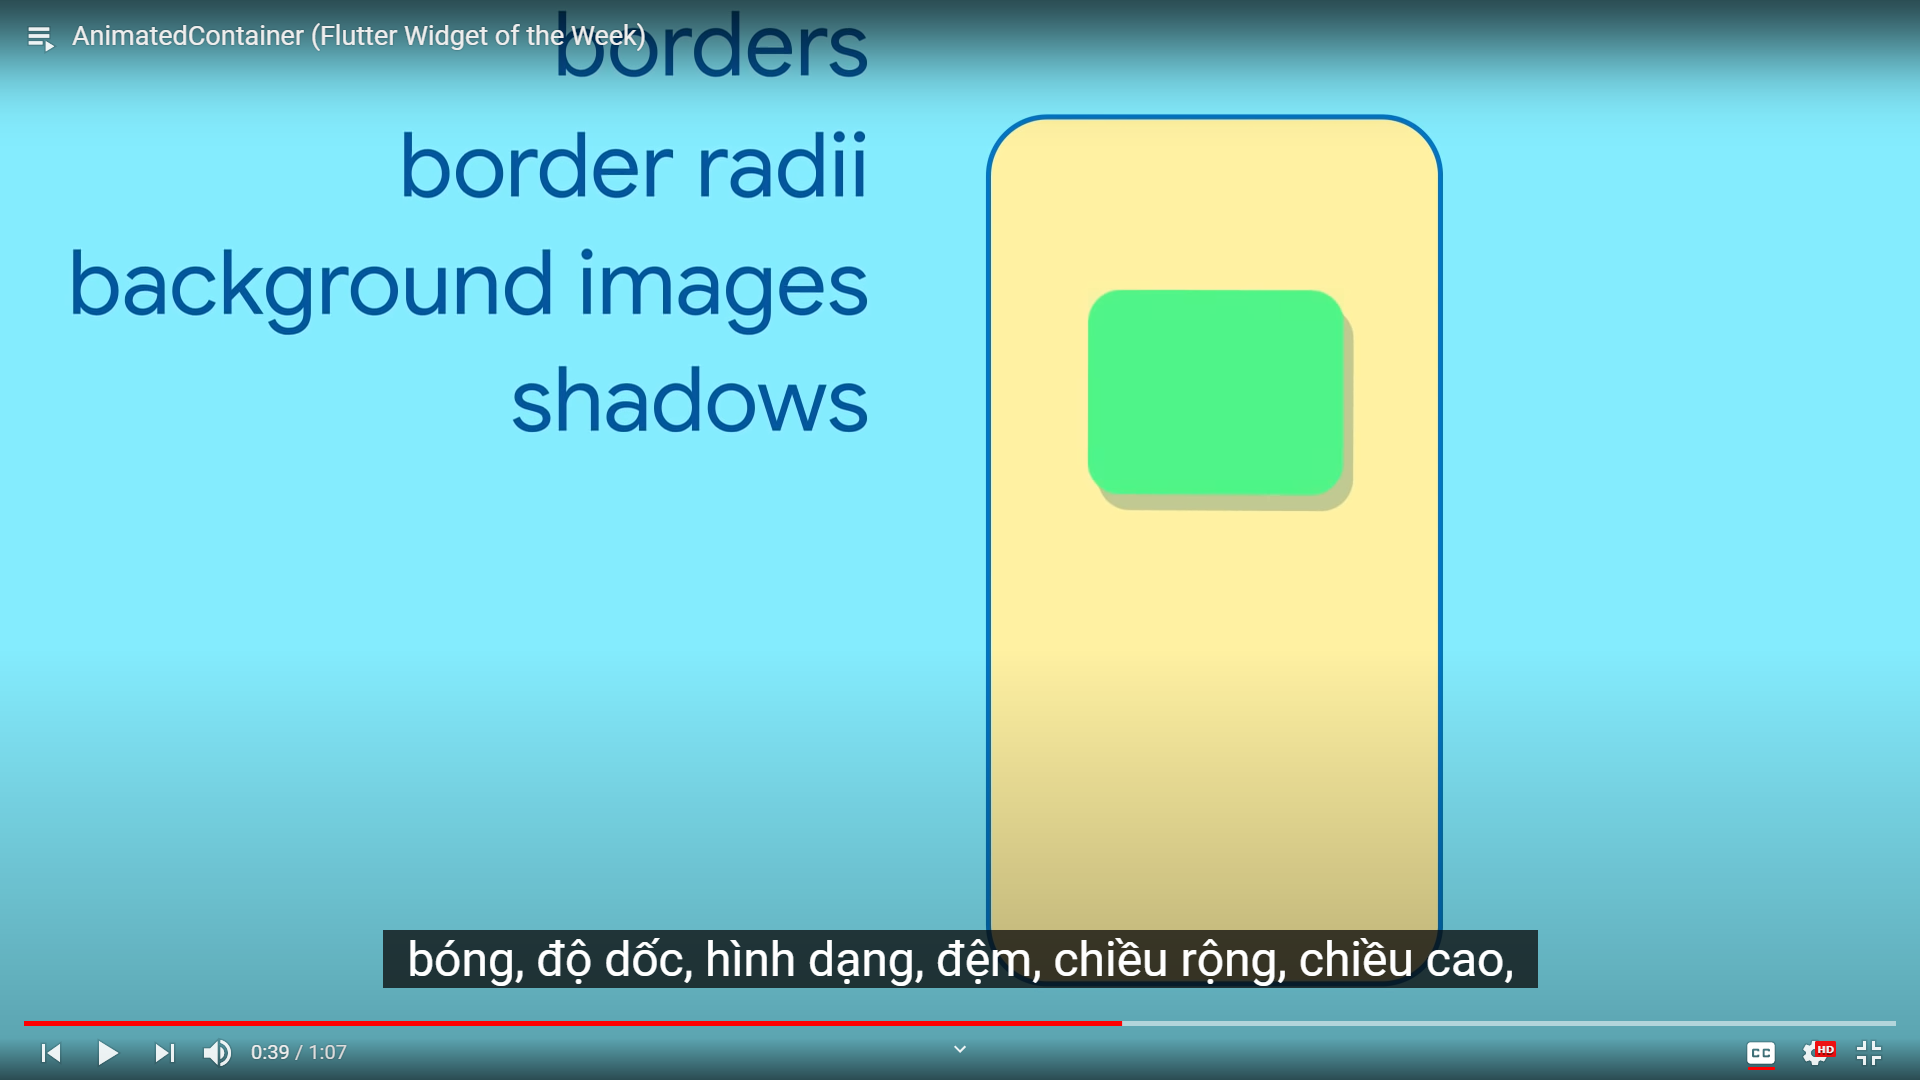 AnimatedContainer (Flutter Widget of the Week)
borders
border radii
background images
shadows
bóng, độ dốc, hình dạng, đệm, chiều rộng, chiều cao,
0:39 / 1:07
CC
HD